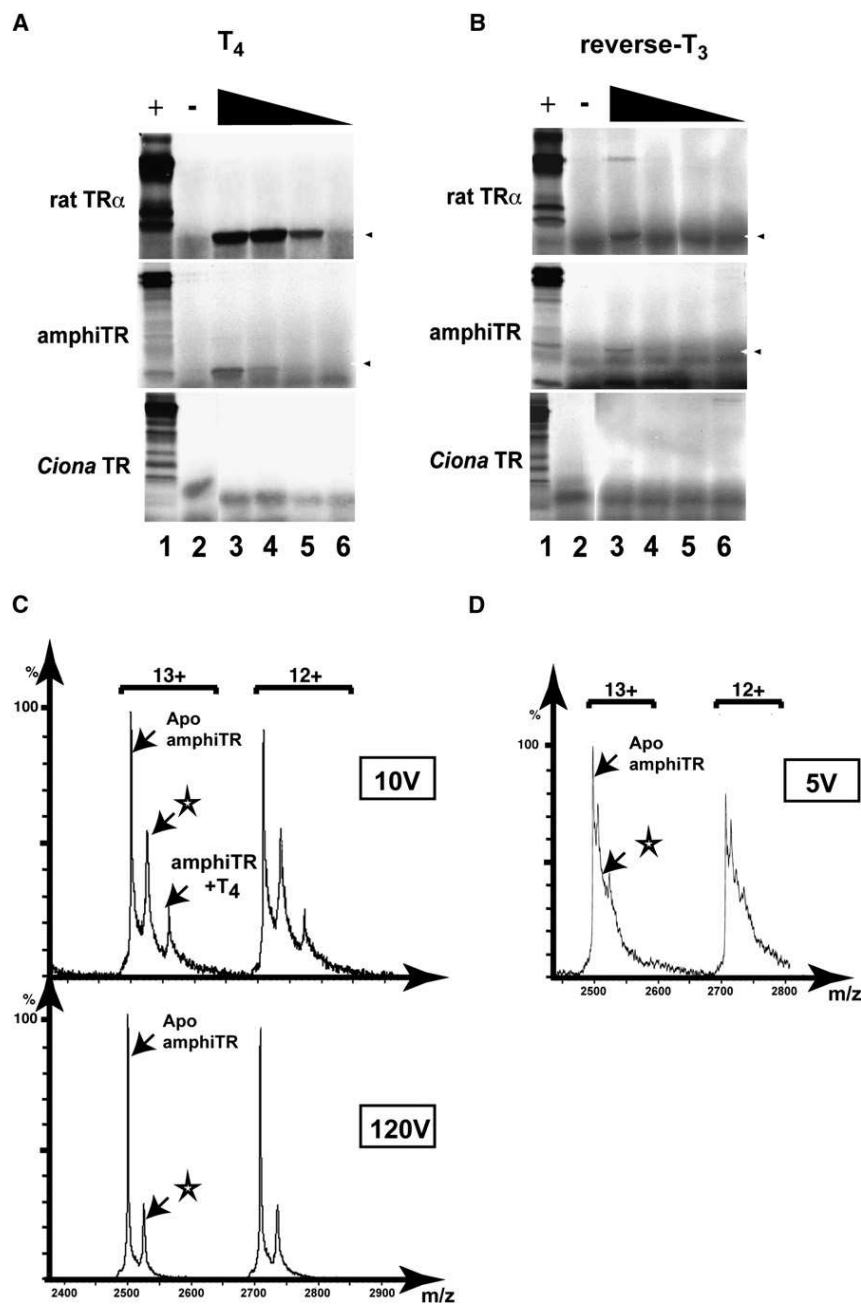 A
T4
+ -
rat TRα
amphiTR
Ciona TR
1 2 3 4 5 6
B
reverse-T3
+ -
rat TRα
amphiTR
Ciona TR
1 2 3 4 5 6
C
%
100
13+
12+
Apo
amphiTR
amphiTR
+T4
10V
m/z
%
100
Apo
amphiTR
120V
2400 2500 2600 2700 2800 2900
m/z
D
%
100
13+
12+
Apo
amphiTR
5V
2500 2600 2700 2800
m/z